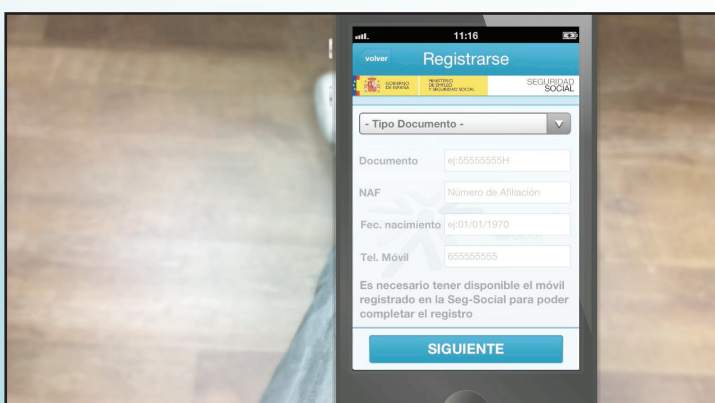 11:16
volver
Registrarse
GOBIERNO DE ESPAÑA
MINISTERIO DE EMPLEO Y SEGURIDAD SOCIAL
SEGURIDAD SOCIAL
- Tipo Documento -
Documento ej:55555555H
NAF Número de Afiliación
Fec. nacimiento ej:01/01/1970
Tel. Móvil 655555555
Es necesario tener disponible el móvil
registrado en la Seg-Social para poder
completar el registro
SIGUIENTE